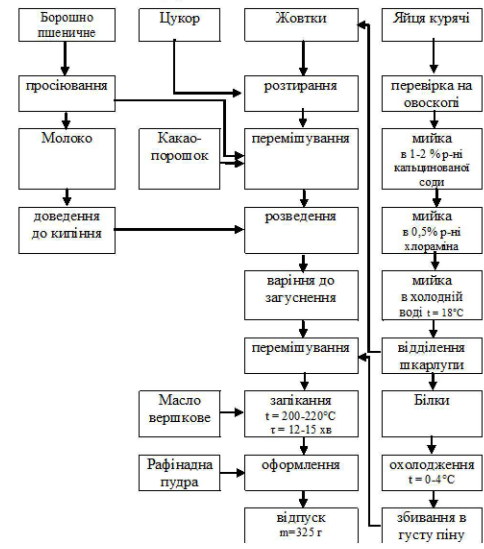 Борошно
пшеничне
Цукор
Жовтки
Яйця курячі
просіювання
розтирання
перевірка на
овоскопі
Молоко
Какао-
порошок
перемішування
мийка
в 1-2 % р-ні
кальцинованої
соди
доведення
до кипіння
розведення
мийка
в 0,5% р-ні
хлораміна
варіння до
загуснення
мийка
в холодній
воді t = 18°С
перемішування
відділення
шкарлупи
Масло
вершкове
запікання
t = 200-220°С
τ = 12-15 хв
Білки
Рафінадна
пудра
оформлення
охолодження
t = 0-4°С
відпуск
m=325 г
збивання в
густу піну